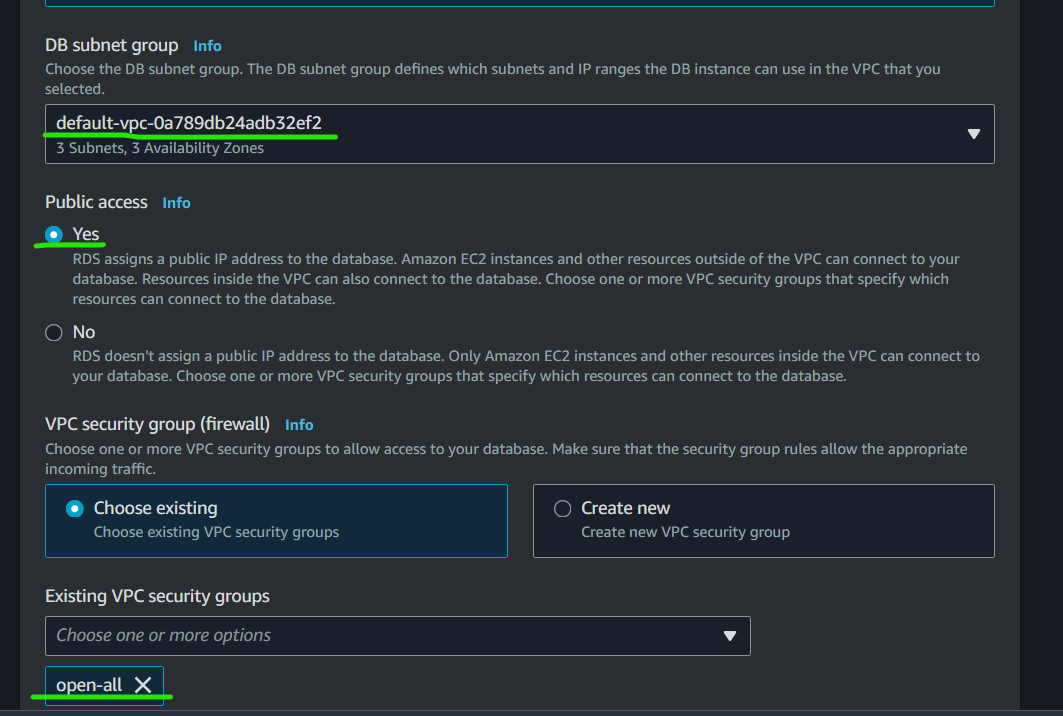 DB subnet group Info
Choose the DB subnet group. The DB subnet group defines which subnets and IP ranges the DB instance can use in the VPC that you
selected.
default-vpc-0a789db24adb32ef2
3 Subnets, 3 Availability Zones
Public access Info
Yes
RDS assigns a public IP address to the database. Amazon EC2 instances and other resources outside of the VPC can connect to your
database. Resources inside the VPC can also connect to the database. Choose one or more VPC security groups that specify which
resources can connect to the database.
No
RDS doesn't assign a public IP address to the database. Only Amazon EC2 instances and other resources inside the VPC can connect to
your database. Choose one or more VPC security groups that specify which resources can connect to the database.
VPC security group (firewall) Info
Choose one or more VPC security groups to allow access to your database. Make sure that the security group rules allow the appropriate
incoming traffic.
Choose existing
Choose existing VPC security groups
Create new
Create new VPC security group
Existing VPC security groups
Choose one or more options
open-all